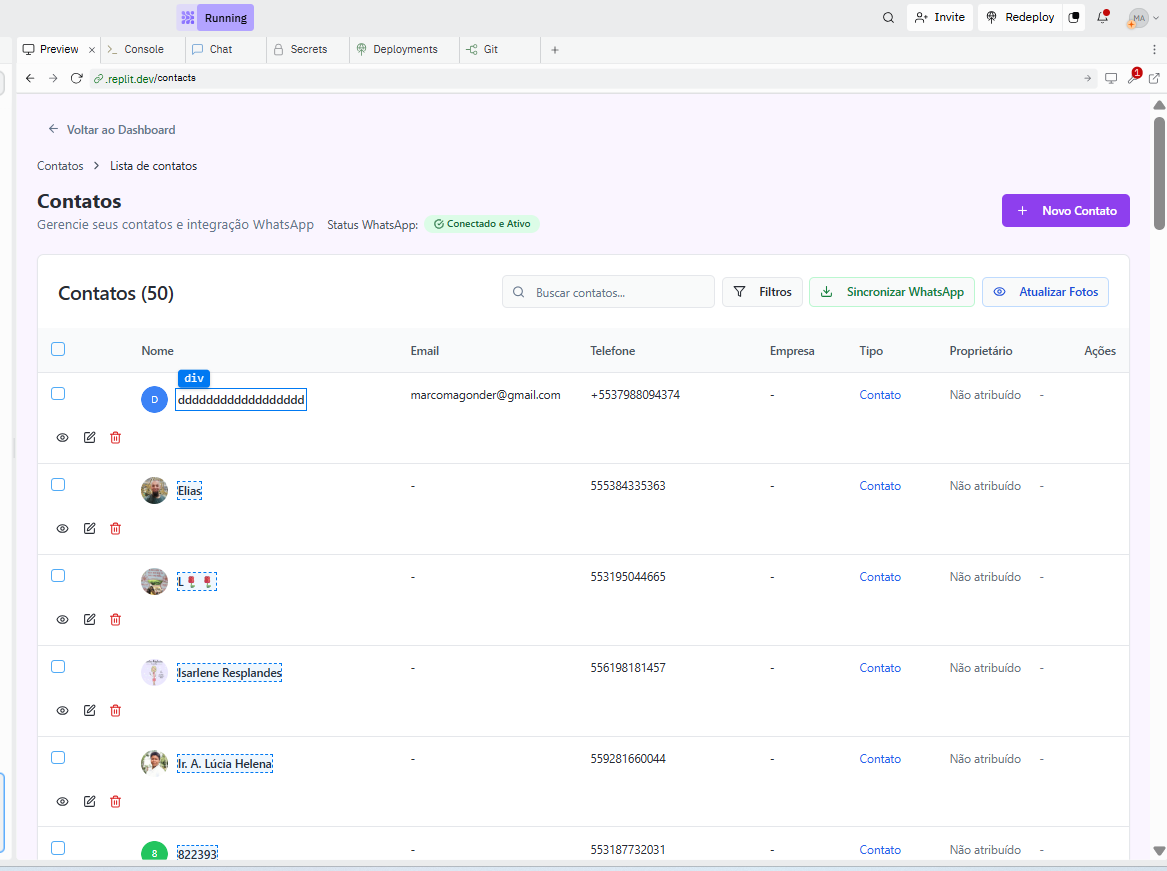 Running
Invite
Redeploy
MA
Preview
Console
Chat
Secrets
Deployments
Git
.replit.dev/contacts
1
Voltar ao Dashboard
Contatos > Lista de contatos
Contatos
Gerencie seus contatos e integração WhatsApp Status WhatsApp: Conectado e Ativo
+ Novo Contato
Contatos (50)
Buscar contatos...
Filtros
Sincronizar WhatsApp
Atualizar Fotos
Nome Email Telefone Empresa Tipo Proprietário Ações
div
D dddddddddddddddddd marcomagonder@gmail.com +5537988094374 - Contato Não atribuído -
Elias - 555384335363 - Contato Não atribuído -
L🌹🌹 - 553195044665 - Contato Não atribuído -
Isarlene Resplandes - 556198181457 - Contato Não atribuído -
Ir. A. Lúcia Helena - 559281660044 - Contato Não atribuído -
8 822393 - 553187732031 - Contato Não atribuído -